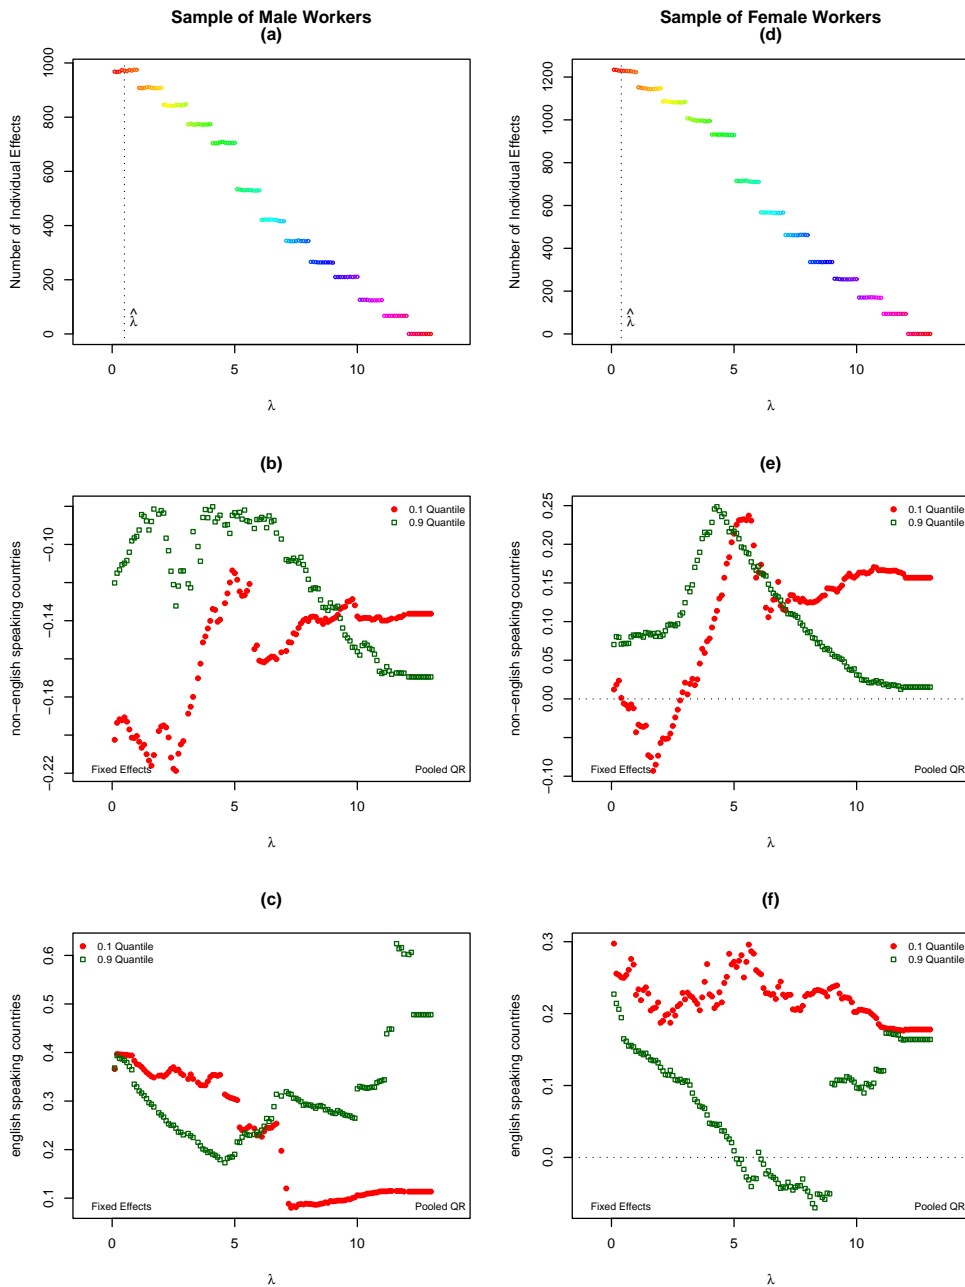 Sample of Male Workers
(a)
Number of Individual Effects
0 200 400 600 800 1000
λ̂
0 5 10
λ
Sample of Female Workers
(d)
Number of Individual Effects
0 200 400 600 800 1000 1200
λ̂
0 5 10
λ
(b)
non−english speaking countries
−0.22 −0.18 −0.14 −0.10
0.1 Quantile
0.9 Quantile
Fixed Effects Pooled QR
0 5 10
λ
(e)
non−english speaking countries
−0.10 0.00 0.05 0.10 0.15 0.20 0.25
0.1 Quantile
0.9 Quantile
Fixed Effects Pooled QR
0 5 10
λ
(c)
english speaking countries
0.1 0.2 0.3 0.4 0.5 0.6
0.1 Quantile
0.9 Quantile
Fixed Effects Pooled QR
0 5 10
λ
(f)
english speaking countries
0.0 0.1 0.2 0.3
0.1 Quantile
0.9 Quantile
Fixed Effects Pooled QR
0 5 10
λ